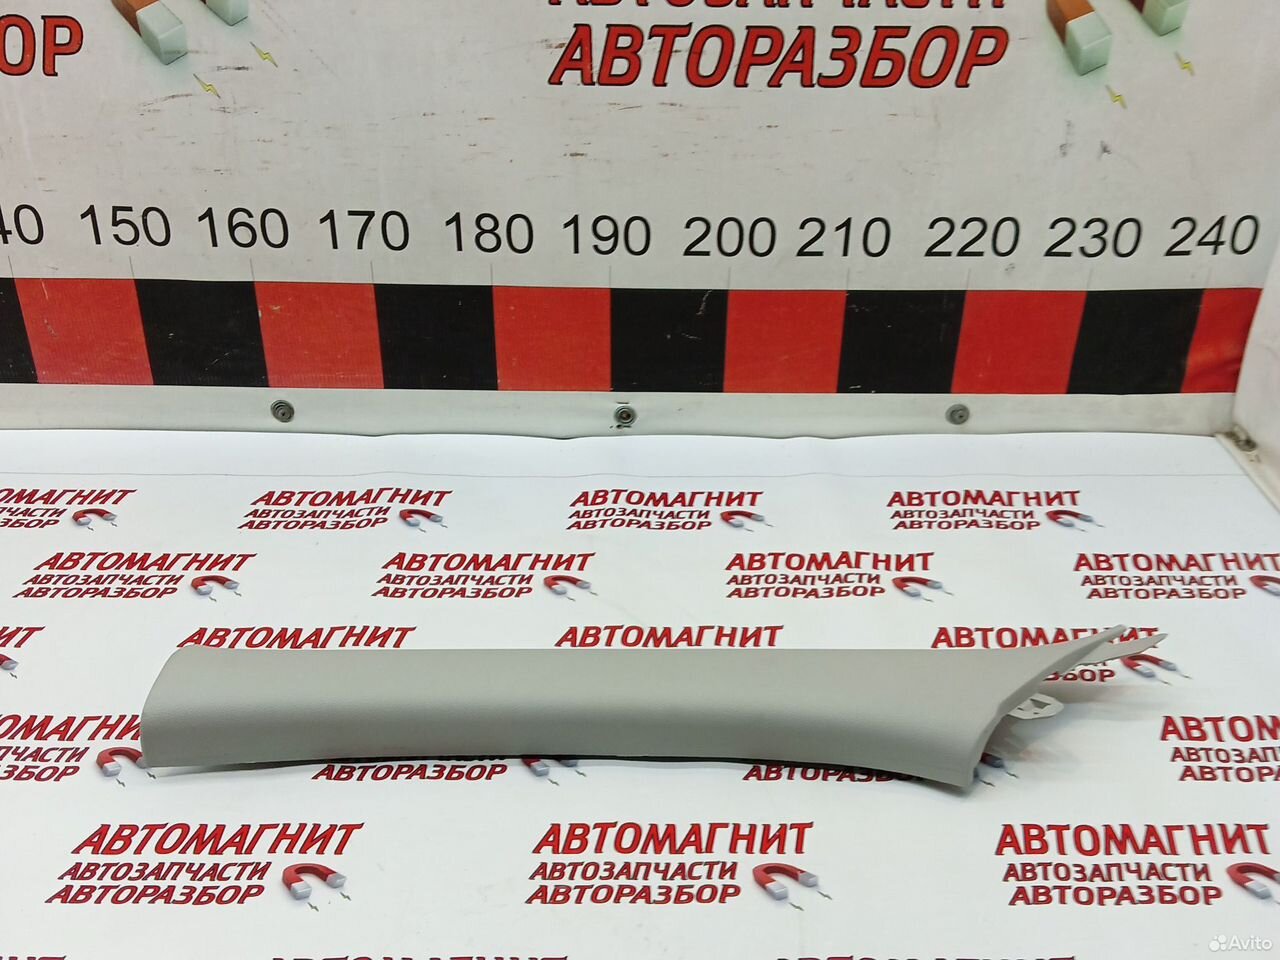 АВТОЗАПЧАСТИ
ОР АВТОРАЗБОР
150 160 170 180 190 200 210 220 230 240
АВТОМАГНИТ АВТОМАГНИТ АВТОМАГНИТ
АВТОЗАПЧАСТИ АВТОЗАПЧАСТИ АВТОЗАПЧАСТИ
АВТОРАЗБОР АВТОРАЗБОР АВТОРАЗБОР
АВТОМАГНИТ АВТОМАГНИТ АВТОМАГНИТ АВТОМАГНИТ
АВТОЗАПЧАСТИ АВТОЗАПЧАСТИ АВТОЗАПЧАСТИ АВТОЗАПЧАСТИ
АВТОРАЗБОР АВТОРАЗБОР АВТОРАЗБОР АВТОРАЗБОР
АВТОМАГНИТ АВТОМАГНИТ АВТОМАГНИТ
АВТОРАЗБОР АВТОРАЗБОР
АВТОМАГНИТ АВТОМАГНИТ АВТОМАГНИТ
АВТОЗАПЧАСТИ АВТОЗАПЧАСТИ АВТОЗАПЧАСТИ
АВТОРАЗБОР АВТОРАЗБОР АВТОРАЗБОР
Avito